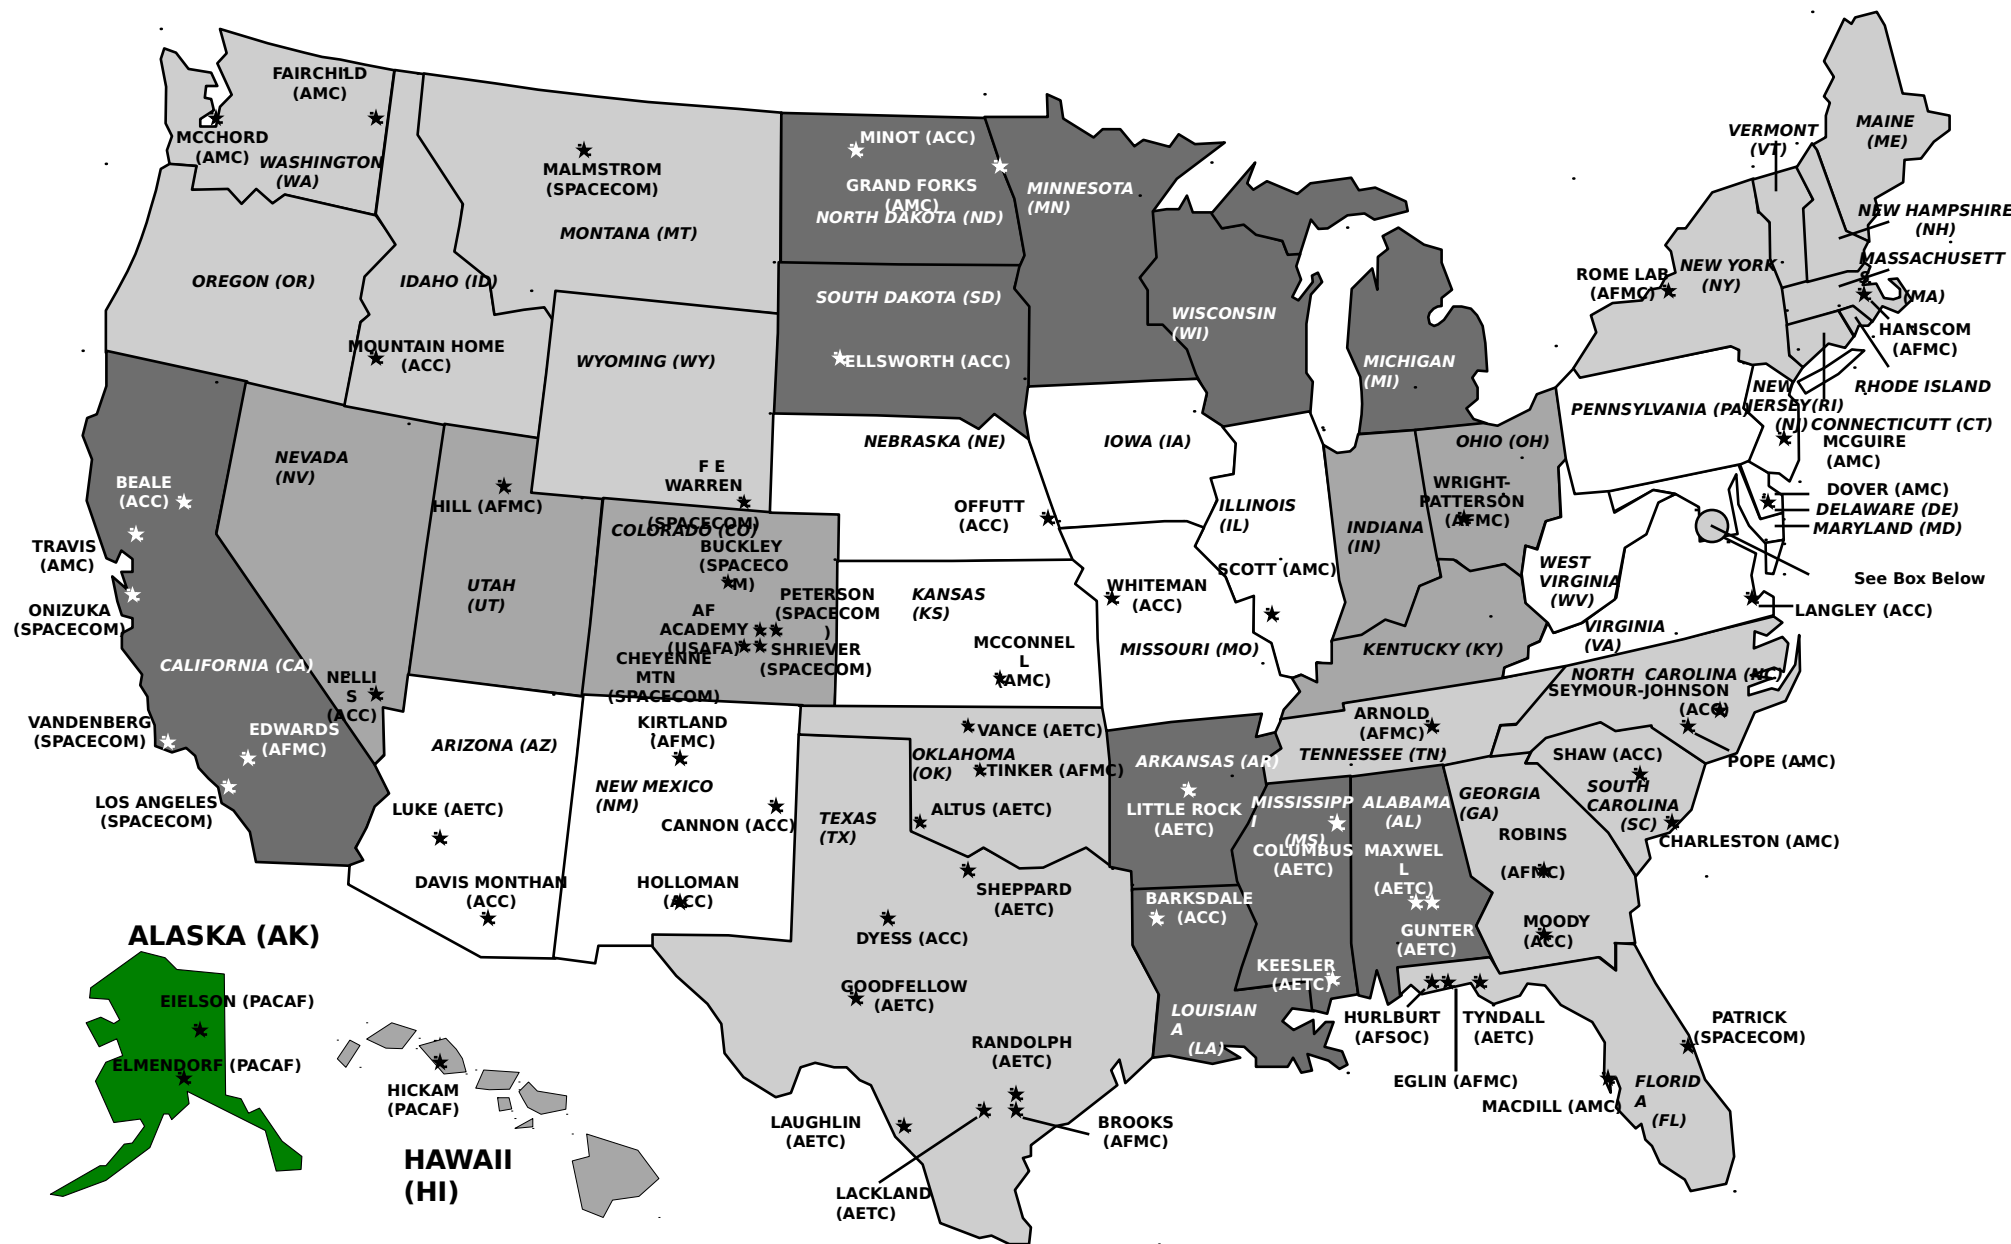 FAIRCHILD
(AMC)
MCCHORD
(AMC)
WASHINGTON
(WA)
MALMSTROM
(SPACECOM)
MONTANA (MT)
MINOT (ACC)
GRAND FORKS
(AMC)
NORTH DAKOTA (ND)
MINNESOTA
(MN)
VERMONT
(VT)
MAINE
(ME)
NEW HAMPSHIRE
(NH)
MASSACHUSETT
S
(MA)
OREGON (OR)
IDAHO (ID)
SOUTH DAKOTA (SD)
WISCONSIN
(WI)
ROME LAB
(AFMC)
NEW YORK
(NY)
HANSCOM
(AFMC)
MOUNTAIN HOME
(ACC)
WYOMING (WY)
ELLSWORTH (ACC)
MICHIGAN
(MI)
RHODE ISLAND
(RI)
NEW
JERSEY
(NJ)
CONNECTICUTT (CT)
PENNSYLVANIA (PA)
MCGUIRE
(AMC)
NEVADA
(NV)
NEBRASKA (NE)
IOWA (IA)
OHIO (OH)
BEALE
(ACC)
HILL (AFMC)
F E
WARREN
(SPACECOM)
COLORADO (CO)
OFFUTT
(ACC)
ILLINOIS
(IL)
INDIANA
(IN)
WRIGHT-
PATTERSON
(AFMC)
DOVER (AMC)
DELAWARE (DE)
MARYLAND (MD)
TRAVIS
(AMC)
BUCKLEY
(SPACECO
M)
See Box Below
WEST
VIRGINIA
(WV)
ONIZUKA
(SPACECOM)
UTAH
(UT)
PETERSON
(SPACECOM
)
KANSAS
(KS)
WHITEMAN
(ACC)
SCOTT (AMC)
LANGLEY (ACC)
VIRGINIA
(VA)
AF
ACADEMY
(USAFA)
SHRIEVER
(SPACECOM)
CHEYENNE
MTN
(SPACECOM)
MCCONNEL
L
(AMC)
MISSOURI (MO)
KENTUCKY (KY)
CALIFORNIA (CA)
NELLI
S
(ACC)
NORTH CAROLINA (NC)
SEYMOUR-JOHNSON
(ACC)
VANDENBERG
(SPACECOM)
EDWARDS
(AFMC)
ARIZONA (AZ)
KIRTLAND
(AFMC)
VANCE (AETC)
OKLAHOMA
(OK)
TINKER (AFMC)
ARKANSAS (AR)
ARNOLD
(AFMC)
TENNESSEE (TN)
SHAW (ACC)
POPE (AMC)
LOS ANGELES
(SPACECOM)
LUKE (AETC)
NEW MEXICO
(NM)
CANNON (ACC)
TEXAS
(TX)
ALTUS (AETC)
LITTLE ROCK
(AETC)
MISSISSIPP
I
(MS)
COLUMBUS
(AETC)
ALABAMA
(AL)
MAXWEL
L
(AETC)
GEORGIA
(GA)
ROBINS
(AFMC)
SOUTH
CAROLINA
(SC)
CHARLESTON (AMC)
DAVIS MONTHAN
(ACC)
HOLLOMAN
(ACC)
SHEPPARD
(AETC)
DYESS (ACC)
BARKSDALE
(ACC)
GUNTER
(AETC)
MOODY
(ACC)
ALASKA (AK)
EIELSON (PACAF)
ELMENDORF (PACAF)
GOODFELLOW
(AETC)
KEESLER
(AETC)
LOUISIAN
A
(LA)
HURLBURT
(AFSOC)
TYNDALL
(AETC)
PATRICK
(SPACECOM)
RANDOLPH
(AETC)
EGLIN (AFMC)
MACDILL (AMC)
FLORID
A
(FL)
HICKAM
(PACAF)
HAWAII
(HI)
LAUGHLIN
(AETC)
BROOKS
(AFMC)
LACKLAND
(AETC)